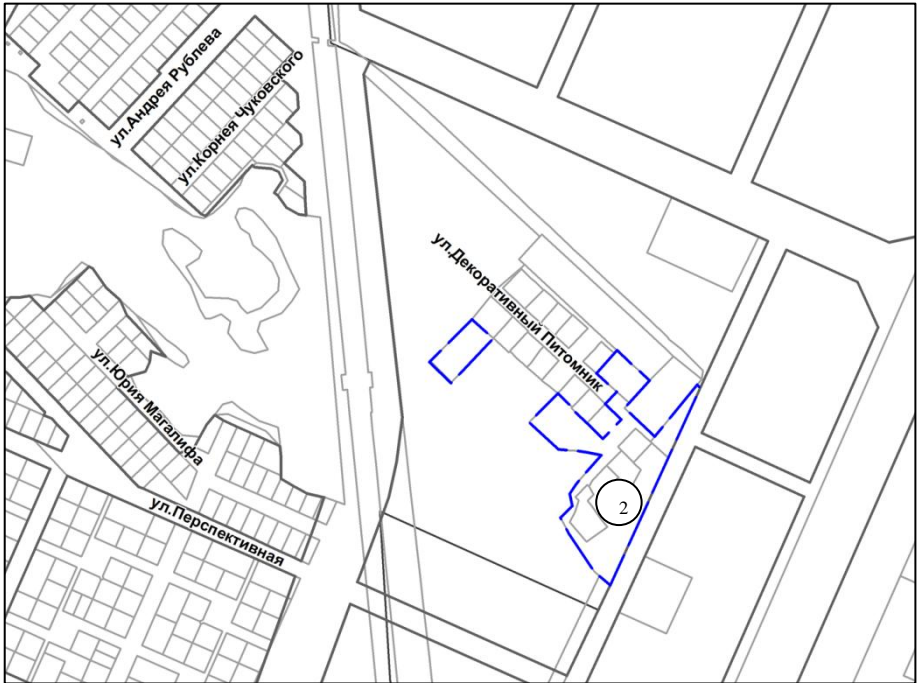 ул.Андрея Рублева
ул.Корнея Чуковского
ул.Декоративный Питомник
ул.Юрия Магалифа
ул.Перспективная
2